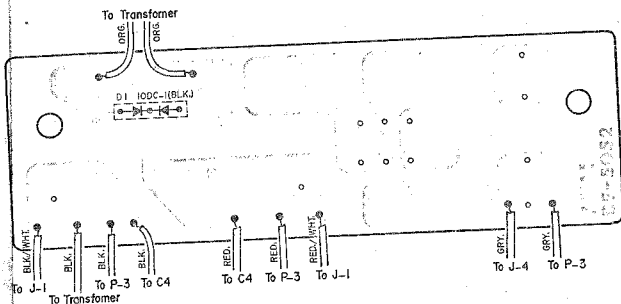 To Transfomer
ORG.
ORG.
D1 10DC-1(BLK.)
BLK/WHT.
BLK.
BLK.
BLK.
RED.
RED.
RED/WHT.
GRY.
GRY.
To J-1
To Transfomer
To P-3
To C4
To C4
To P-3
To J-1
To J-4
To P-3